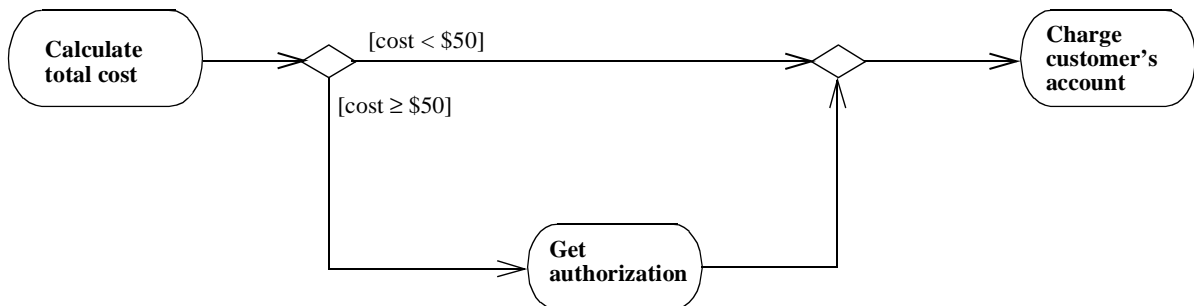 Calculate
total cost
[cost < $50]
[cost ≥ $50]
Get
authorization
Charge
customer’s
account